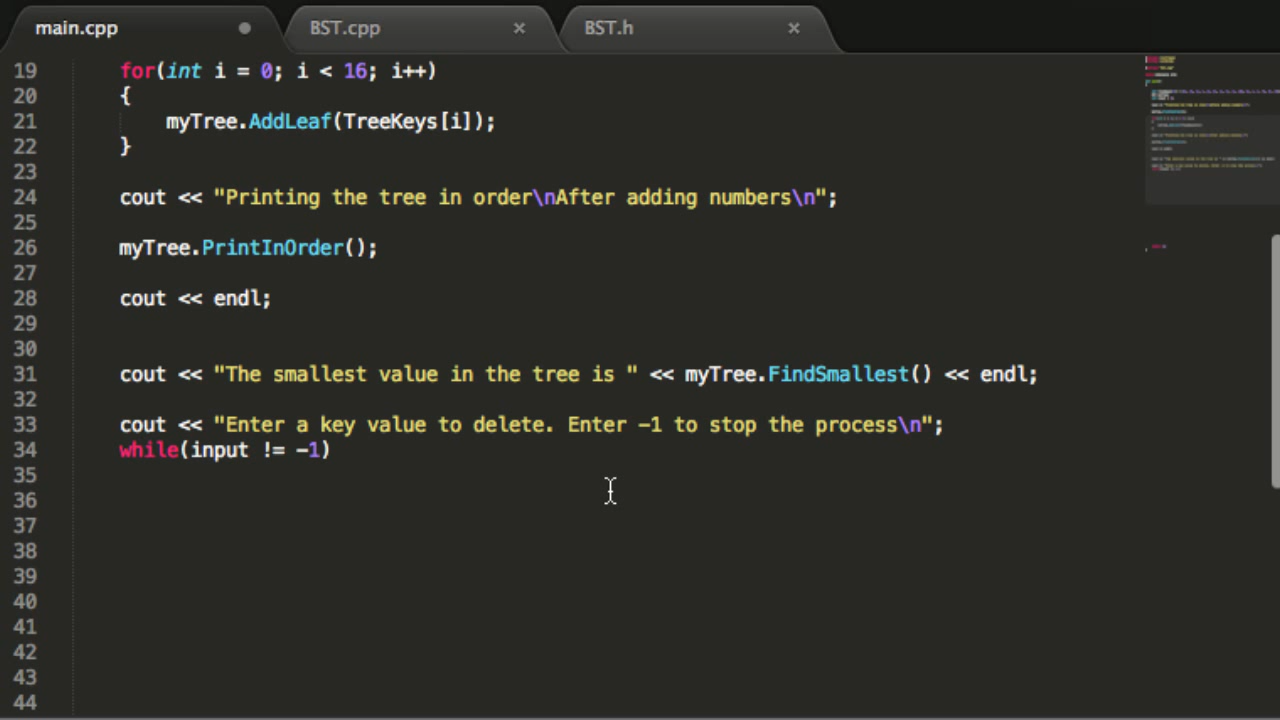 main.cpp BST.cpp × BST.h ×
19 for(int i = 0; i < 16; i++)
20 {
21 myTree.AddLeaf(TreeKeys[i]);
22 }
23
24 cout << "Printing the tree in order\nAfter adding numbers\n";
25
26 myTree.PrintInOrder();
27
28 cout << endl;
29
30
31 cout << "The smallest value in the tree is " << myTree.FindSmallest() << endl;
32
33 cout << "Enter a key value to delete. Enter -1 to stop the process\n";
34 while(input != -1)
35
36
37
38
39
40
41
42
43
44